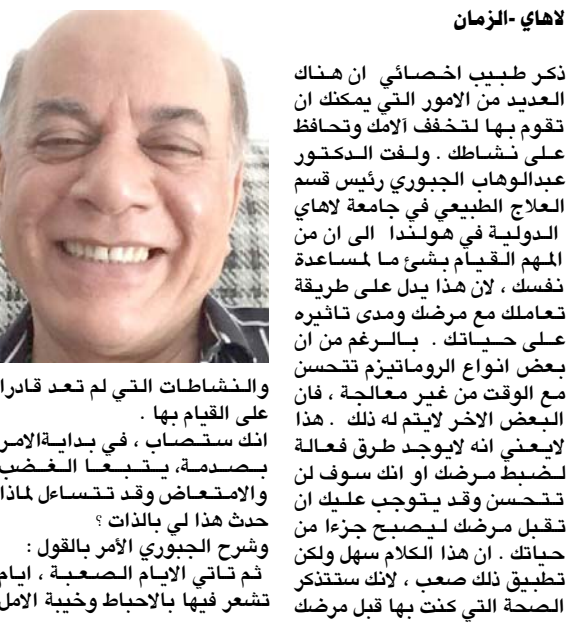 لاهاي -الزمان
ذكر طبيب اخصائي ان هناك
العديد من الامور التي يمكنك ان
تقوم بها لتخفف آلامك وتحافظ
على نشاطك . ولفت الدكتور
عبدالوهاب الجبوري رئيس قسم
العلاج الطبيعي في جامعة لاهاي
الدولية في هولندا الى ان من
المهم القيام بشئ ما لمساعدة
نفسك ، لان هذا يدل على طريقة
تعاملك مع مرضك ومدى تاثيره
على حياتك . بالرغم من ان
بعض انواع الروماتيزم تتحسن
مع الوقت من غير معالجة ، فان
البعض الاخر لايتم له ذلك . هذا
لايعني انه لايوجد طرق فعالة
لضبط مرضك او انك سوف لن
تتحسن وقد يتوجب عليك ان
تقبل مرضك ليصبح جزءا من
حياتك . ان هذا الكلام سهل ولكن
تطبيق ذلك صعب ، لانك ستتذكر
الصحة التي كنت بها قبل مرضك
والنشاطات التي لم تعد قادرا
على القيام بها .
انك ستصاب ، في بدايةالامر
بصدمة، يتبعها الغضب
والامتعاض وقد تتساءل لماذا
حدث هذا لي بالذات ؟
وشرح الجبوري الأمر بالقول :
ثم تاتي الايام الصعبة ، ايام
تشعر فيها بالاحباط وخيبة الامل